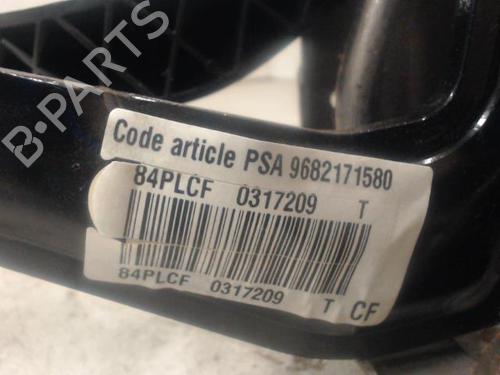 B-PARTS
Code article PSA 9682171580
84PLCF 0317209 T
84PLCF 0317209 T CF